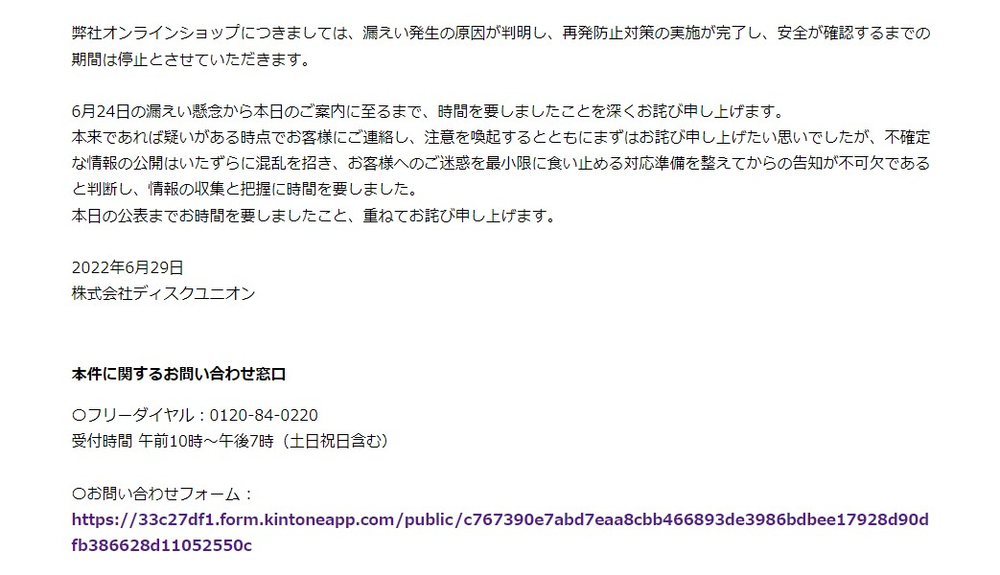 弊社オンラインショップにつきましては、漏えい発生の原因が判明し、再発防止対策の実施が完了し、安全が確認するまでの
期間は停止とさせていただきます。
6月24日の漏えい懸念から本日のご案内に至るまで、時間を要しましたことを深くお詫び申し上げます。
本来であれば疑いがある時点でお客様にご連絡し、注意を喚起するとともにまずはお詫び申し上げたい思いでしたが、不確定
な情報の公開はいたずらに混乱を招き、お客様へのご迷惑を最小限に食い止める対応準備を整えてからの告知が不可欠である
と判断し、情報の収集と把握に時間を要しました。
本日の公表までお時間を要しましたこと、重ねてお詫び申し上げます。
2022年6月29日
株式会社ディスクユニオン
本件に関するお問い合わせ窓口
〇フリーダイヤル：0120-84-0220
受付時間 午前10時～午後7時（土日祝日含む）
〇お問い合わせフォーム：
https://33c27df1.form.kintoneapp.com/public/c767390e7abd7eaa8cbb466893de3986bdbee17928d90d
fb386628d11052550c